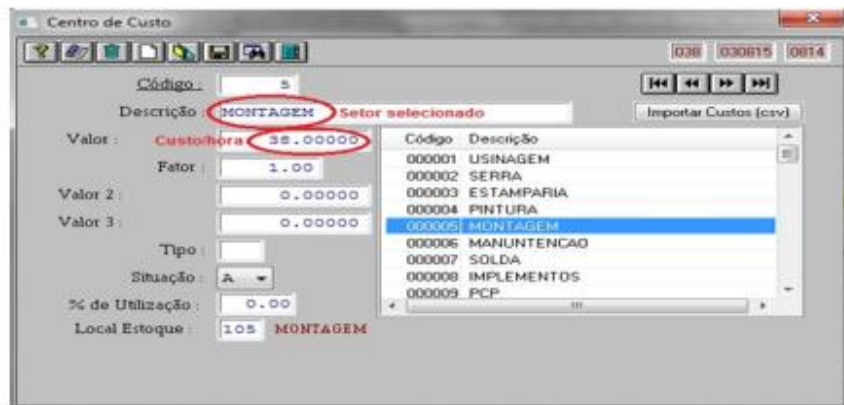 Centro de Custo
038 030815 0814
Código : 5
Descrição : MONTAGEM Setor selecionado
Importar Custos (csv)
Valor : Custo/hora 38.00000
Fator : 1.00
Valor 2 : 0.00000
Valor 3 : 0.00000
Tipo :
Situação : A
% de Utilização : 0.00
Local Estoque : 105 MONTAGEM
Código Descrição
000001 USINAGEM
000002 SERRA
000003 ESTAMPARIA
000004 PINTURA
000005 MONTAGEM
000006 MANUNTENCAO
000007 SOLDA
000008 IMPLEMENTOS
000009 PCP